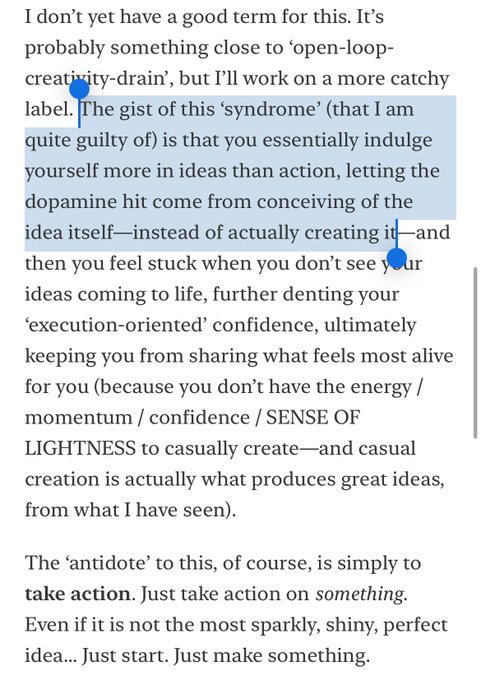 I don’t yet have a good term for this. It’s
probably something close to ‘open-loop-
creativity-drain’, but I’ll work on a more catchy
label. The gist of this ‘syndrome’ (that I am
quite guilty of) is that you essentially indulge
yourself more in ideas than action, letting the
dopamine hit come from conceiving of the
idea itself—instead of actually creating it—and
then you feel stuck when you don’t see your
ideas coming to life, further denting your
‘execution-oriented’ confidence, ultimately
keeping you from sharing what feels most alive
for you (because you don’t have the energy /
momentum / confidence / SENSE OF
LIGHTNESS to casually create—and casual
creation is actually what produces great ideas,
from what I have seen).
The ‘antidote’ to this, of course, is simply to
take action. Just take action on something.
Even if it is not the most sparkly, shiny, perfect
idea... Just start. Just make something.